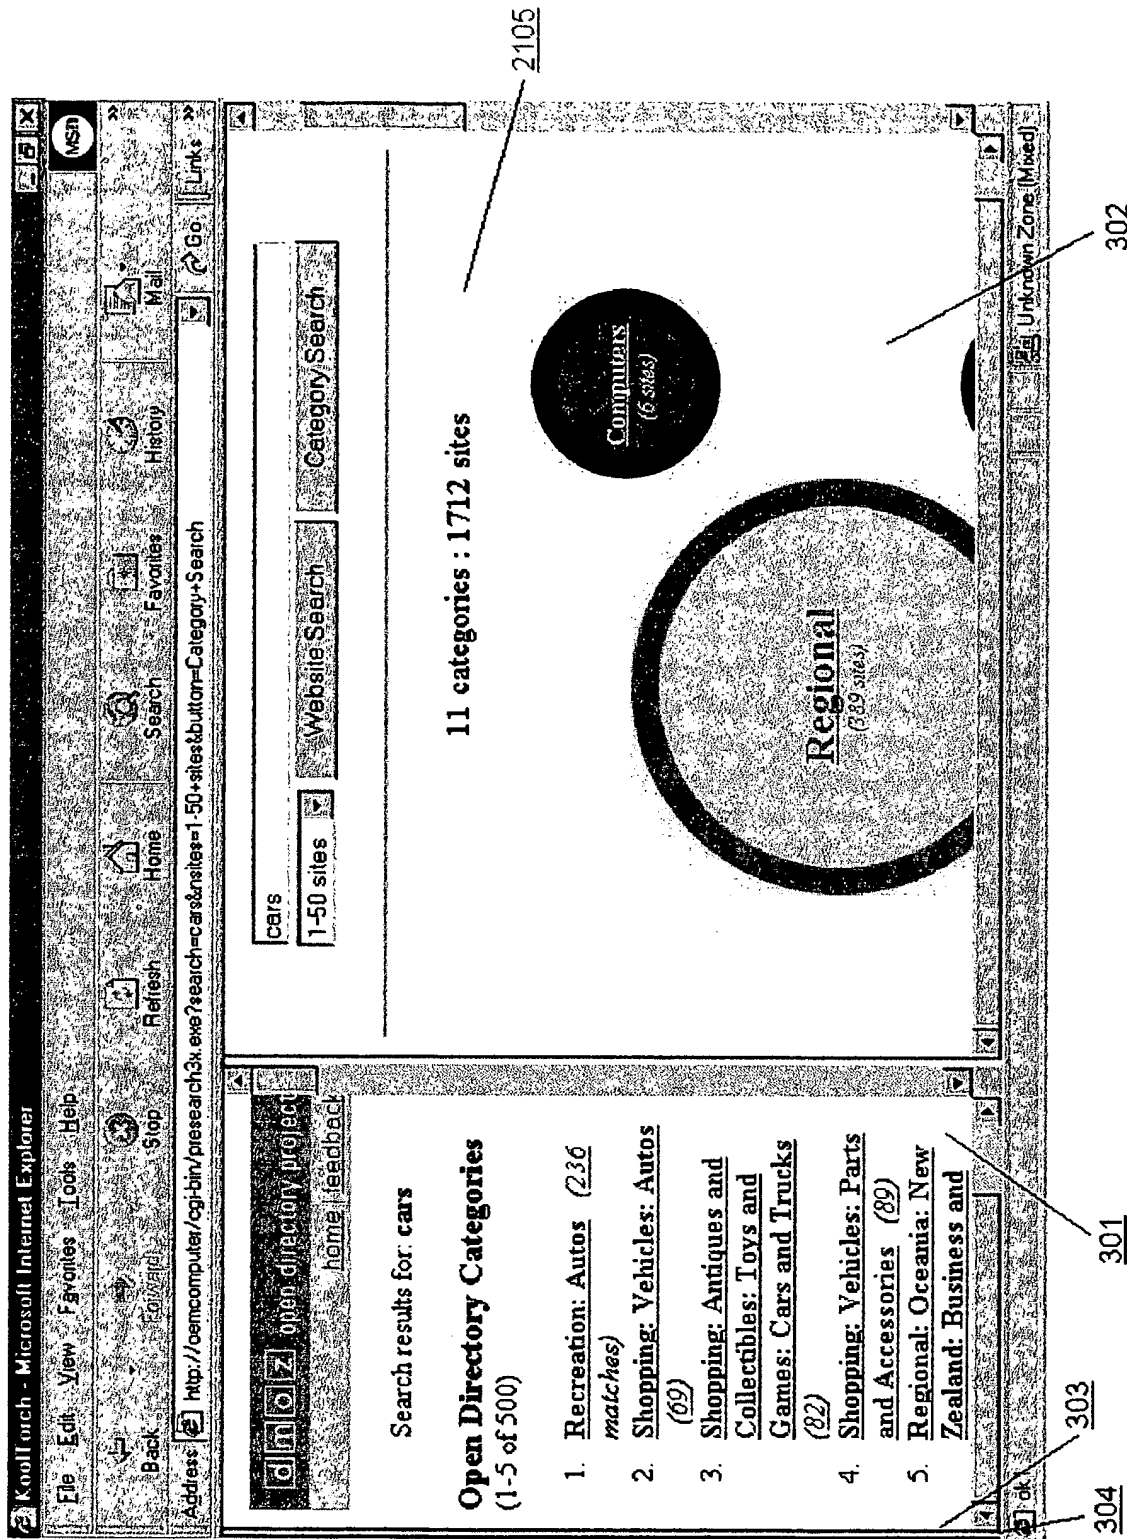 KoolTorch - Microsoft Internet Explorer
File Edit View Favorites Tools Help
msn
Back Forward Stop Refresh Home Search Favorites History Mail »
Address http://oemcomputer/cgi-bin/presearch3x.exe?search=cars&nsites=1-50+sites&button=Category+Search Go Links »
dmoz open directory project
home | feedback
Search results for: cars
Open Directory Categories
(1-5 of 500)
1. Recreation: Autos (236
matches)
2. Shopping: Vehicles: Autos
(69)
3. Shopping: Antiques and
Collectibles: Toys and
Games: Cars and Trucks
(82)
4. Shopping: Vehicles: Parts
and Accessories (89)
5. Regional: Oceania: New
Zealand: Business and
cars
1-50 sites Website Search Category Search
11 categories : 1712 sites
Computers
(6 sites)
Regional
(389 sites)
ok
Unknown Zone (Mixed)
2105
302
301
303
304